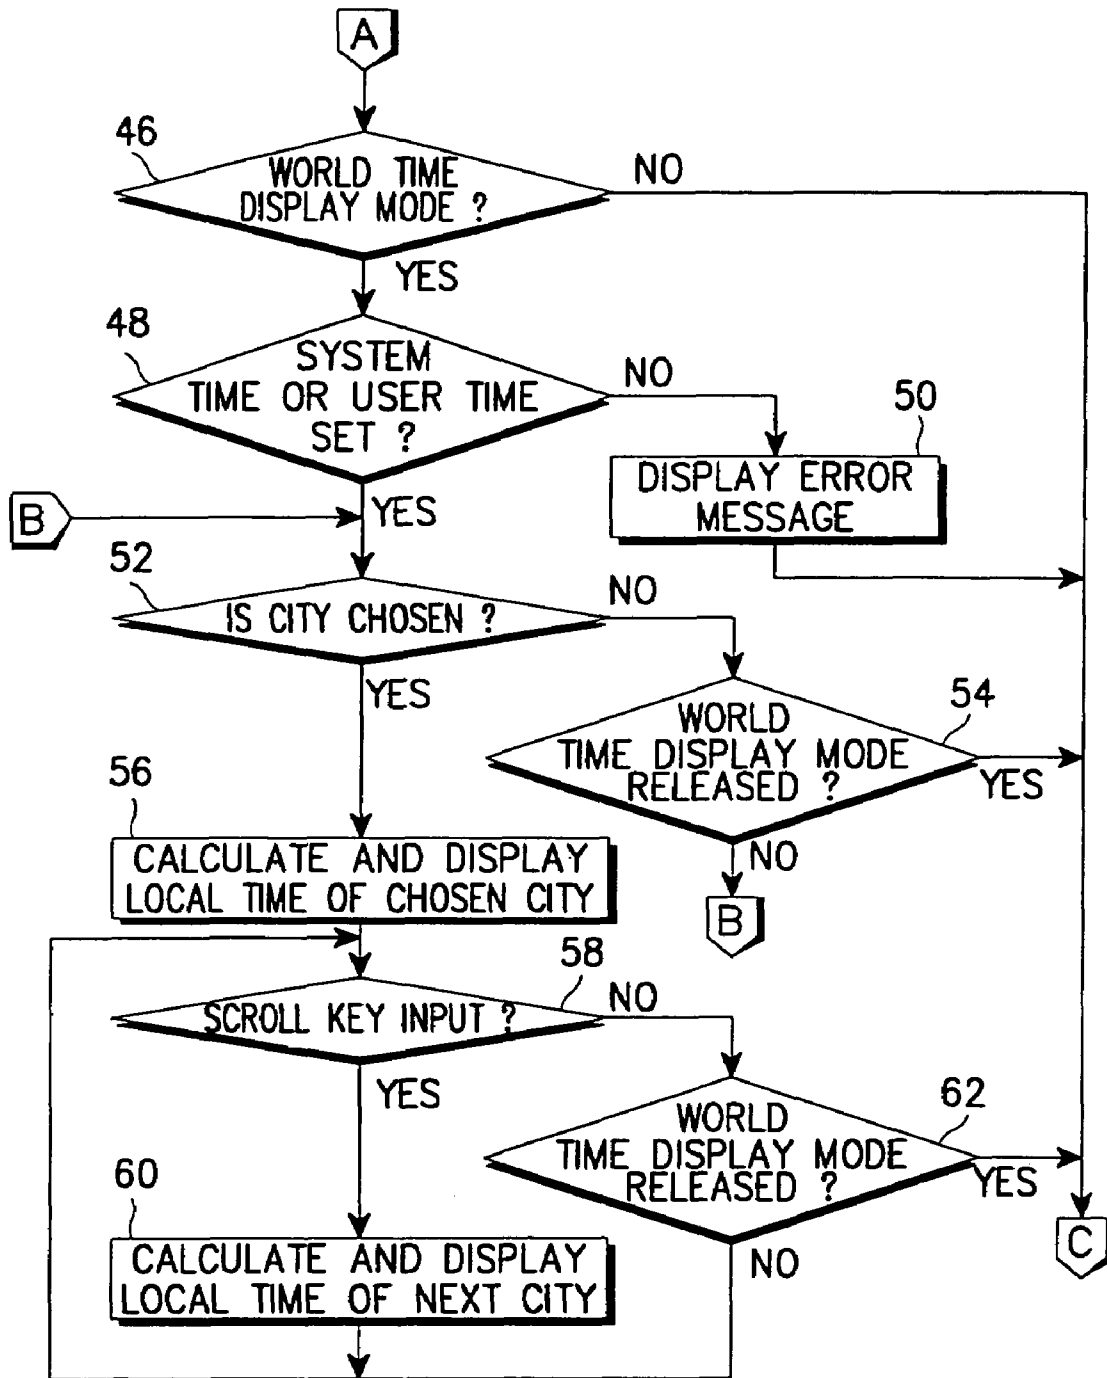 A
46
WORLD TIME
DISPLAY MODE ?
NO
YES
48
SYSTEM
TIME OR USER TIME
SET ?
NO
50
DISPLAY ERROR
MESSAGE
YES
B
52
IS CITY CHOSEN ?
NO
YES
54
WORLD
TIME DISPLAY MODE
RELEASED ?
YES
NO
B
56
CALCULATE AND DISPLAY
LOCAL TIME OF CHOSEN CITY
58
SCROLL KEY INPUT ?
NO
YES
62
WORLD
TIME DISPLAY MODE
RELEASED ?
YES
NO
C
60
CALCULATE AND DISPLAY
LOCAL TIME OF NEXT CITY